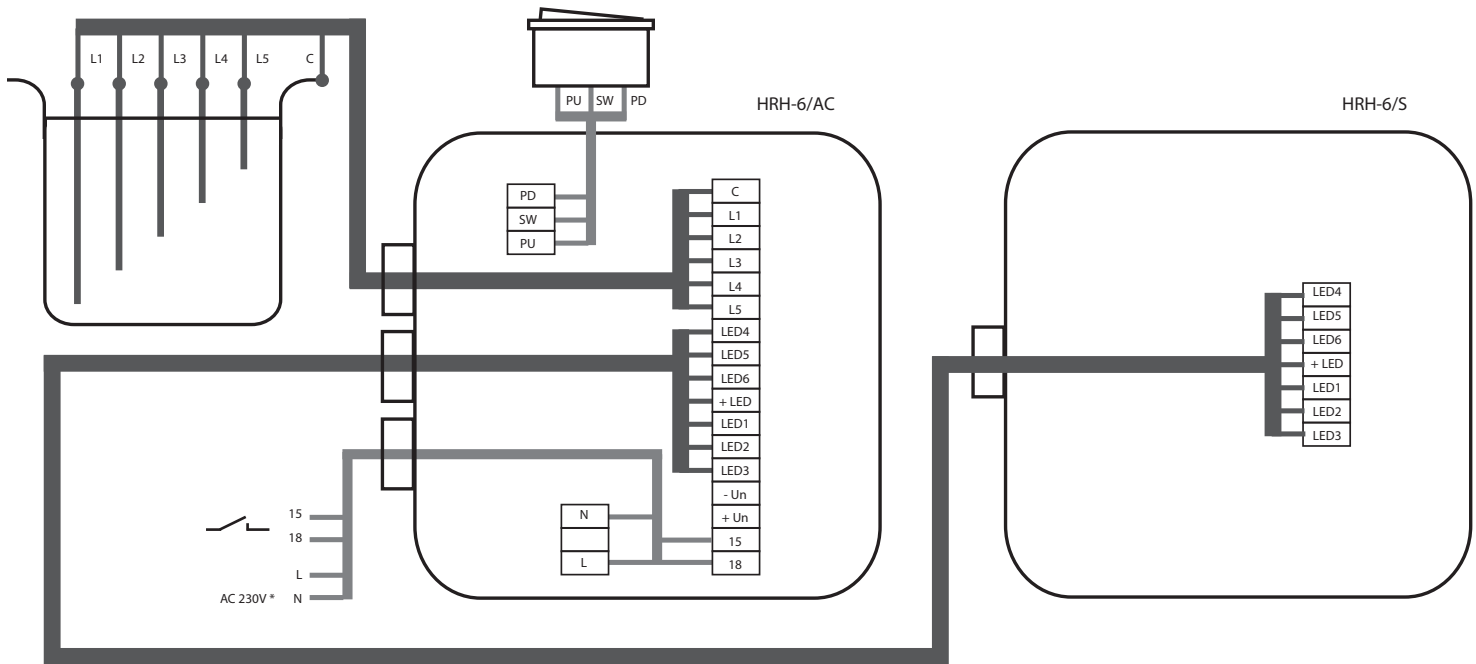 L1 L2 L3 L4 L5 C
PU SW PD
HRH-6/AC
PD
SW
PU
C
L1
L2
L3
L4
L5
LED4
LED5
LED6
+ LED
LED1
LED2
LED3
- Un
+ Un
15
18
N
L
15
18
L
AC 230V * N
HRH-6/S
LED4
LED5
LED6
+ LED
LED1
LED2
LED3